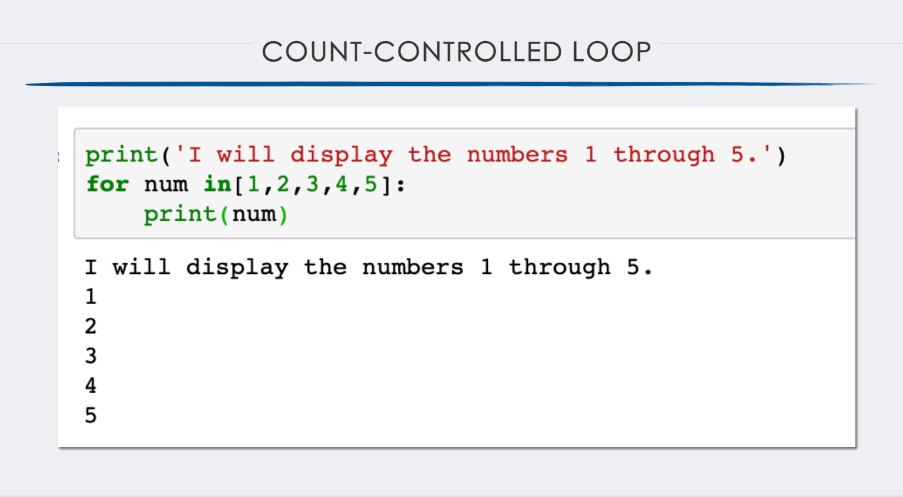 COUNT-CONTROLLED LOOP
print('I will display the numbers 1 through 5.')
for num in[1,2,3,4,5]:
    print(num)
I will display the numbers 1 through 5.
1
2
3
4
5